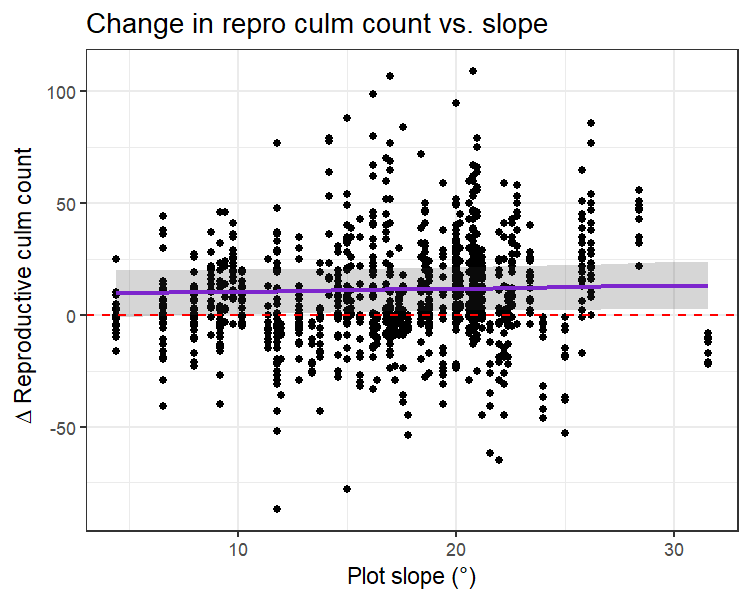 Change in repro culm count vs. slope
100
50
0
-50
Δ Reproductive culm count
10 20 30
Plot slope (°)